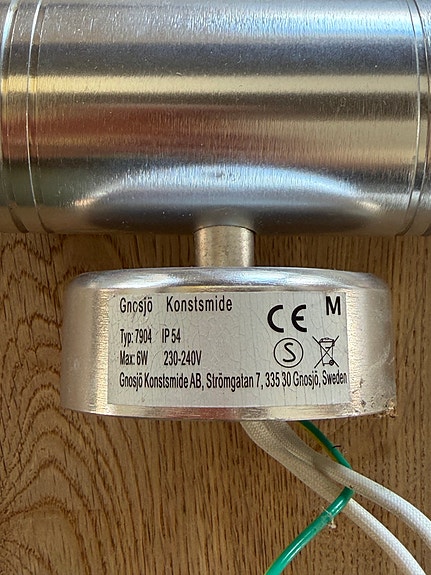 Gnosjö Konstsmide
CE M
Typ: 7904 IP 54
S
Max: 6W 230-240V
Gnosjö Konstsmide AB, Strömgatan 7, 335 30 Gnosjö, Sweden